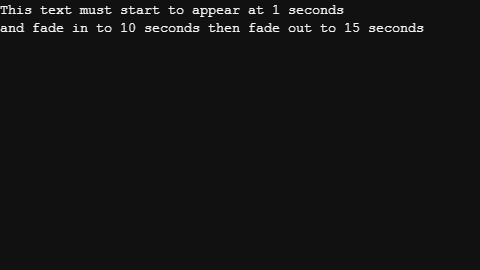 This text must start to appear at 1 seconds
and fade in to 10 seconds then fade out to 15 seconds